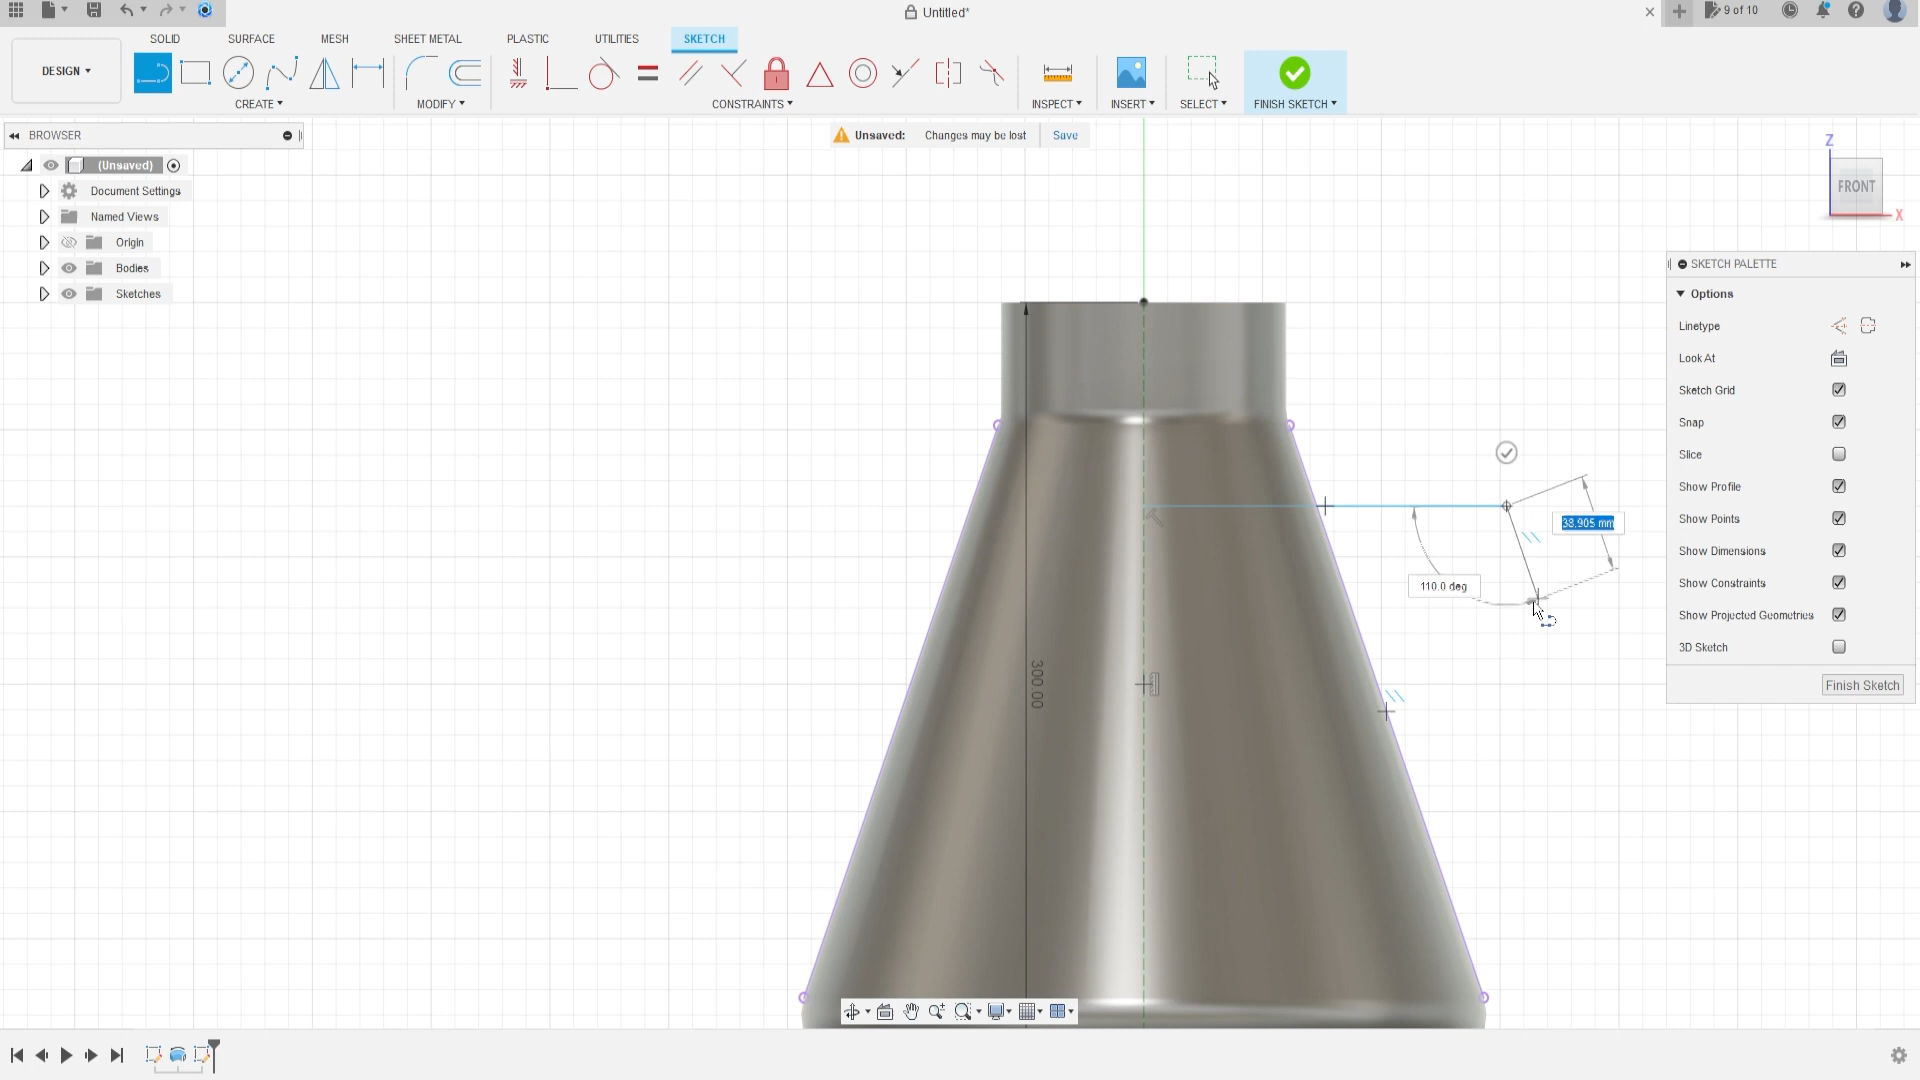 Untitled*
9 of 10
SOLID SURFACE MESH SHEET METAL PLASTIC UTILITIES SKETCH
DESIGN
CREATE MODIFY CONSTRAINTS INSPECT INSERT SELECT FINISH SKETCH
BROWSER
Unsaved: Changes may be lost Save
(Unsaved)
Document Settings
Named Views
Origin
Bodies
Sketches
Z
FRONT
X
SKETCH PALETTE
Options
Linetype
Look At
Sketch Grid
Snap
Slice
Show Profile
Show Points
Show Dimensions
Show Constraints
Show Projected Geometries
3D Sketch
Finish Sketch
38.905 mm
110.0 deg
300.00